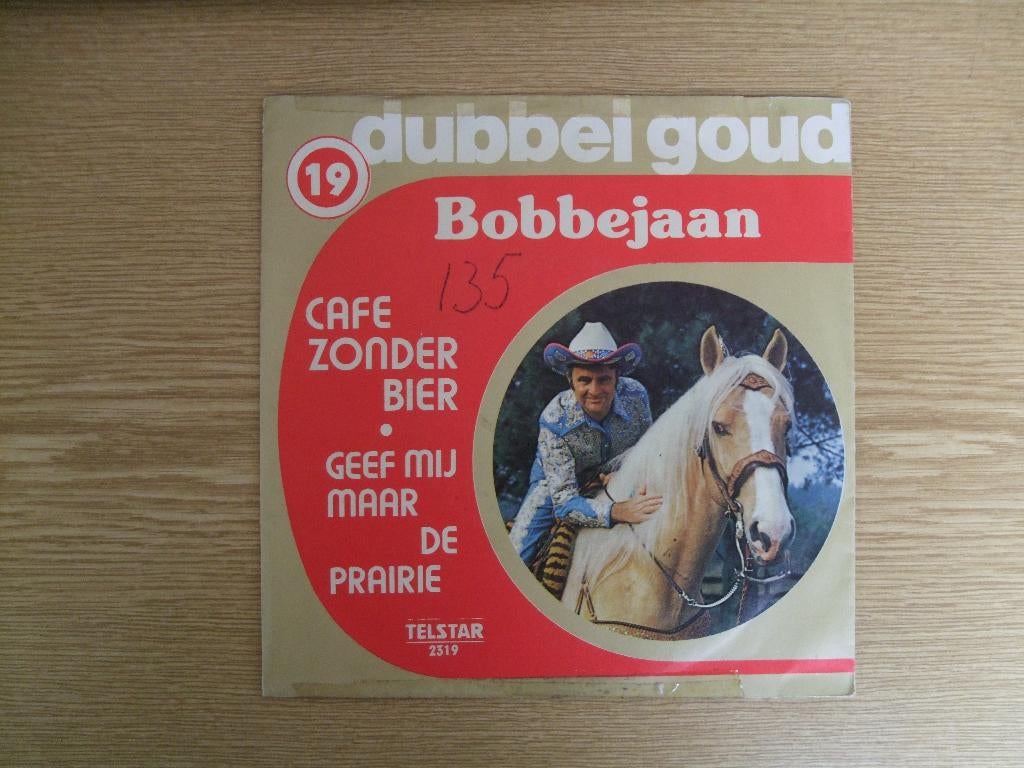 dubbel goud
19
Bobbejaan
135
CAFE
ZONDER
BIER
•
GEEF MIJ
MAAR
DE
PRAIRIE
TELSTAR
2319